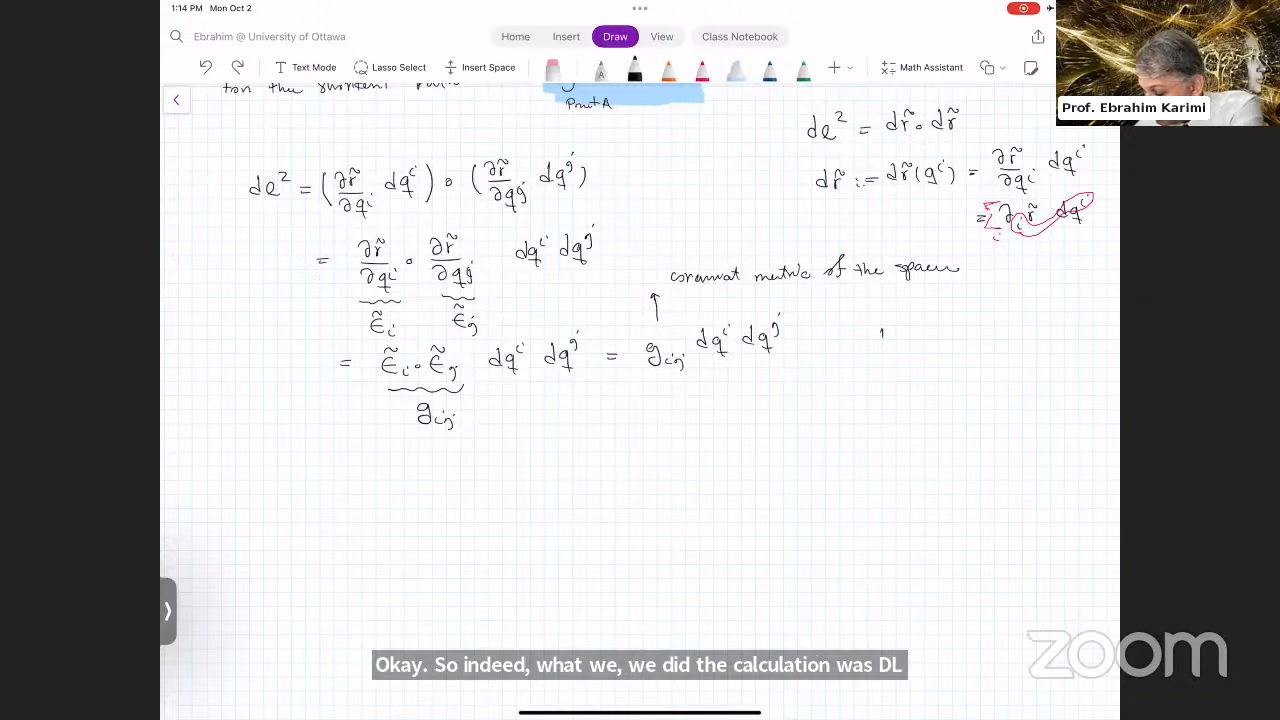 1:14 PM Mon Oct 2
Ebrahim @ University of Ottawa
Home Insert Draw View Class Notebook
Text Mode Lasso Select Insert Space Math Assistant
Prof. Ebrahim Karimi
for the
Point A
dl² = dr̃ ∘ dr̃
dl² = (∂r̃/∂qi dqⁱ) ∘ (∂r̃/∂qj dqʲ)
dr̃ := dr̃(qⁱ) = ∂r̃/∂qi dqⁱ
= Σi ∂i r̃ dqⁱ
= ∂r̃/∂qi ∘ ∂r̃/∂qj dqⁱ dqʲ
metric of the space
ẽi ẽj
= ẽi ∘ ẽj dqⁱ dqʲ = gij dqⁱ dqʲ
gij
zoom
Okay. So indeed, what we, we did the calculation was DL